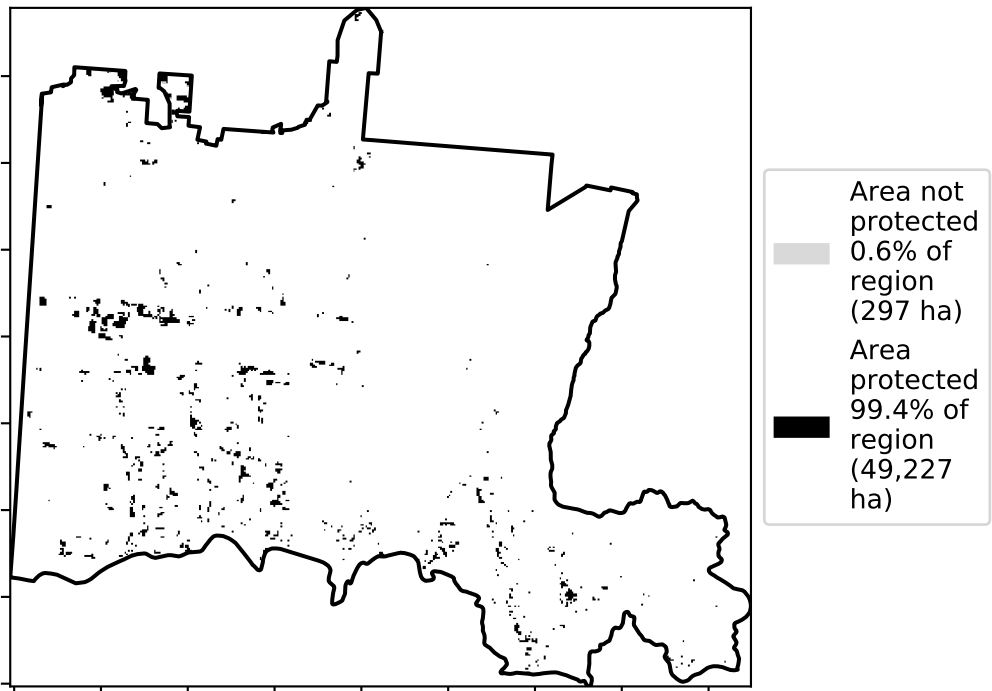 Area not
protected
0.6% of
region
(297 ha)
Area
protected
99.4% of
region
(49,227
ha)